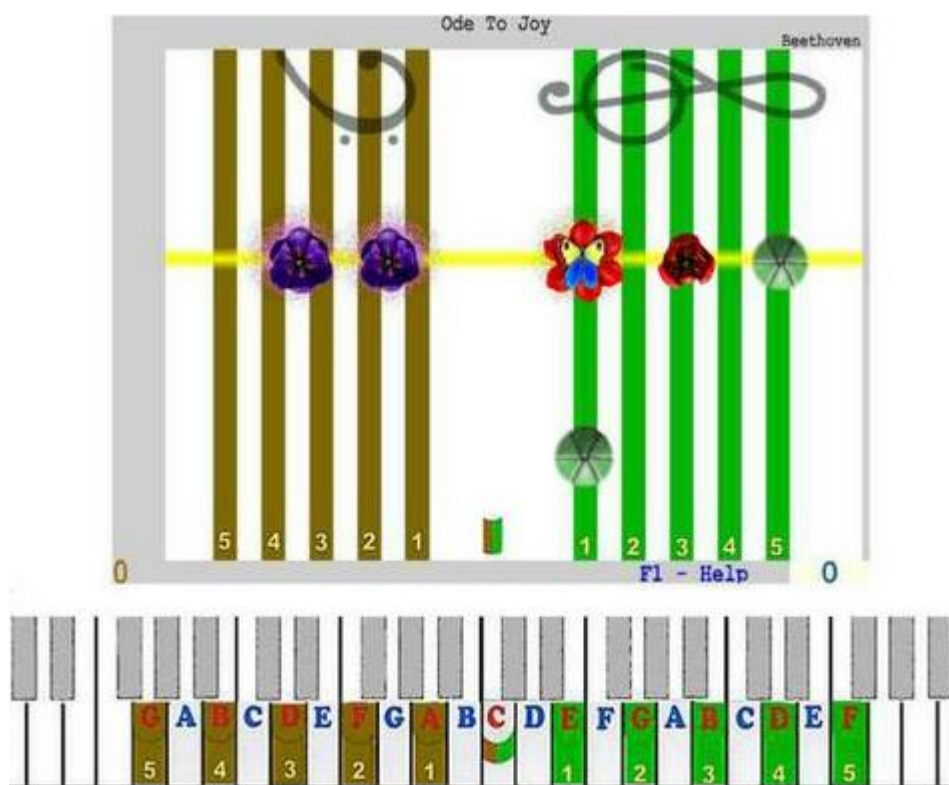 Ode To Joy
Beethoven
5 4 3 2 1 1 2 3 4 5
0 F1 - Help 0
G A B C D E F G A B C D E F G A B C D E F
5 4 3 2 1 1 2 3 4 5